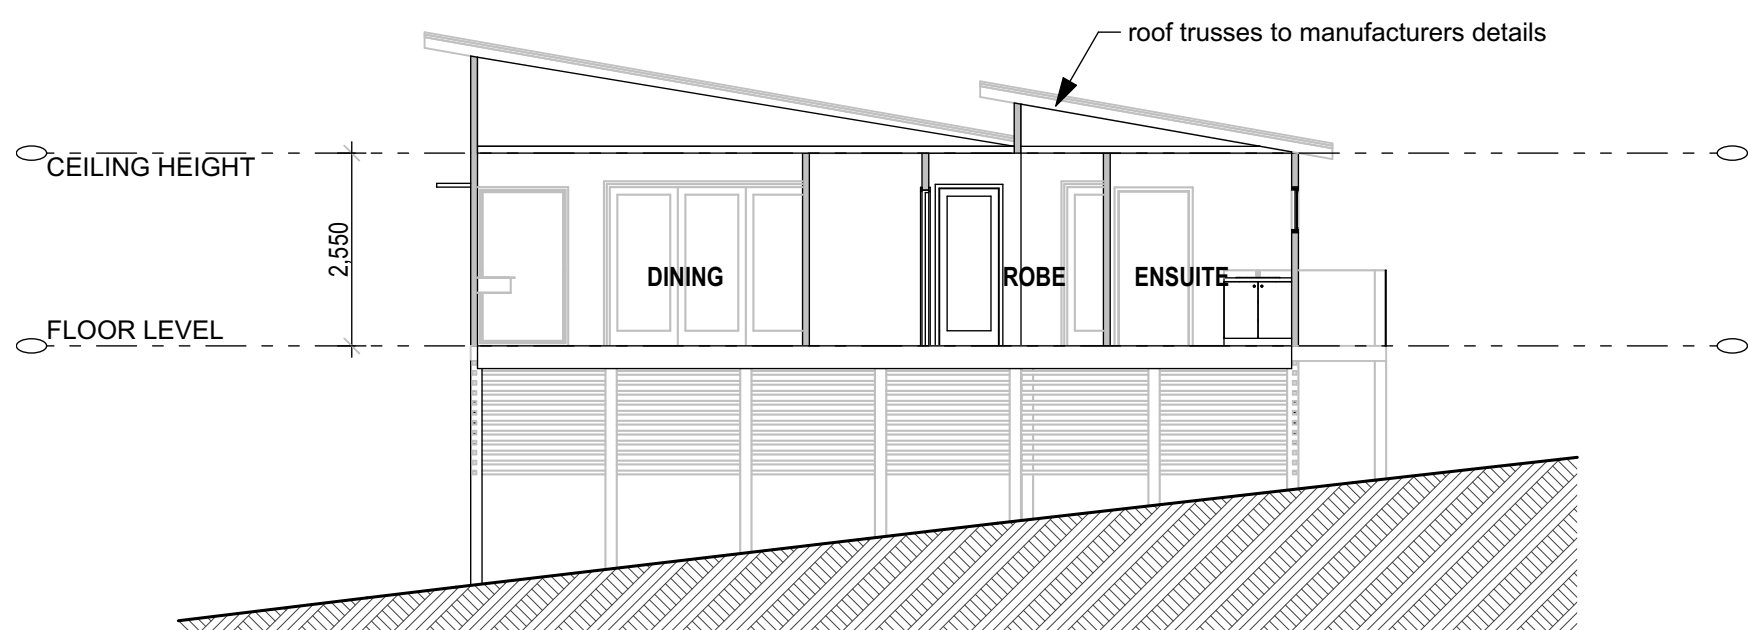 roof trusses to manufacturers details
CEILING HEIGHT
2,550
DINING
ROBE
ENSUITE
FLOOR LEVEL